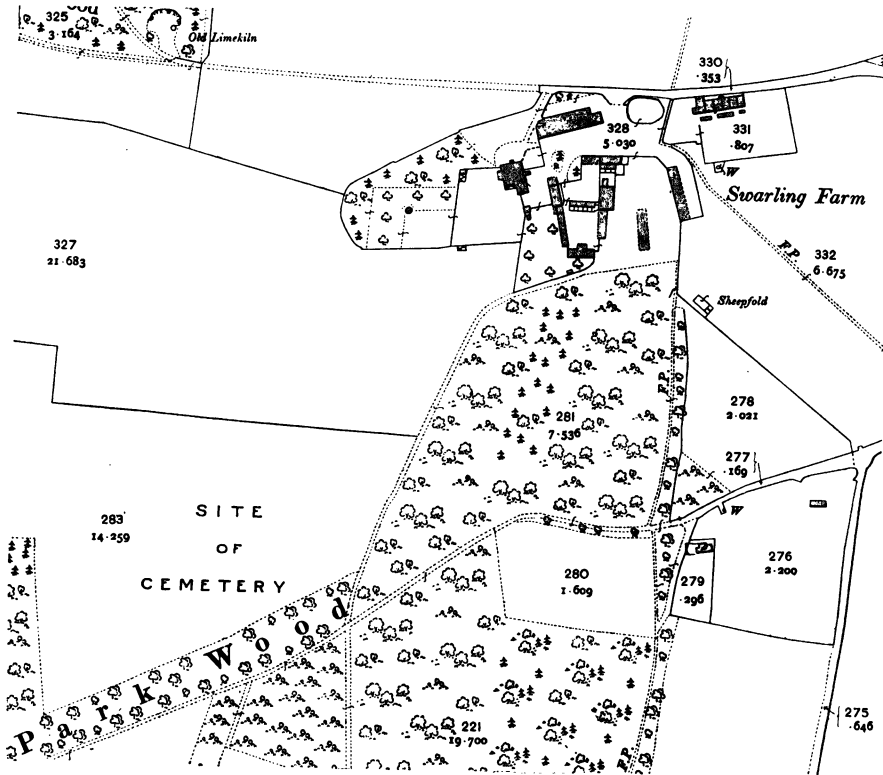 325
3·164
Old Limekiln
330
·353
328
5·030
331
·807
W
Swarling Farm
327
21·683
F.P.
332
6·675
Sheepfold
F.P.
278
2·021
281
7·536
277
·169
283
14·259
SITE
OF
CEMETERY
W
276
2·200
280
1·609
279
·296
Park Wood
221
19·700
F.P.
275
·646